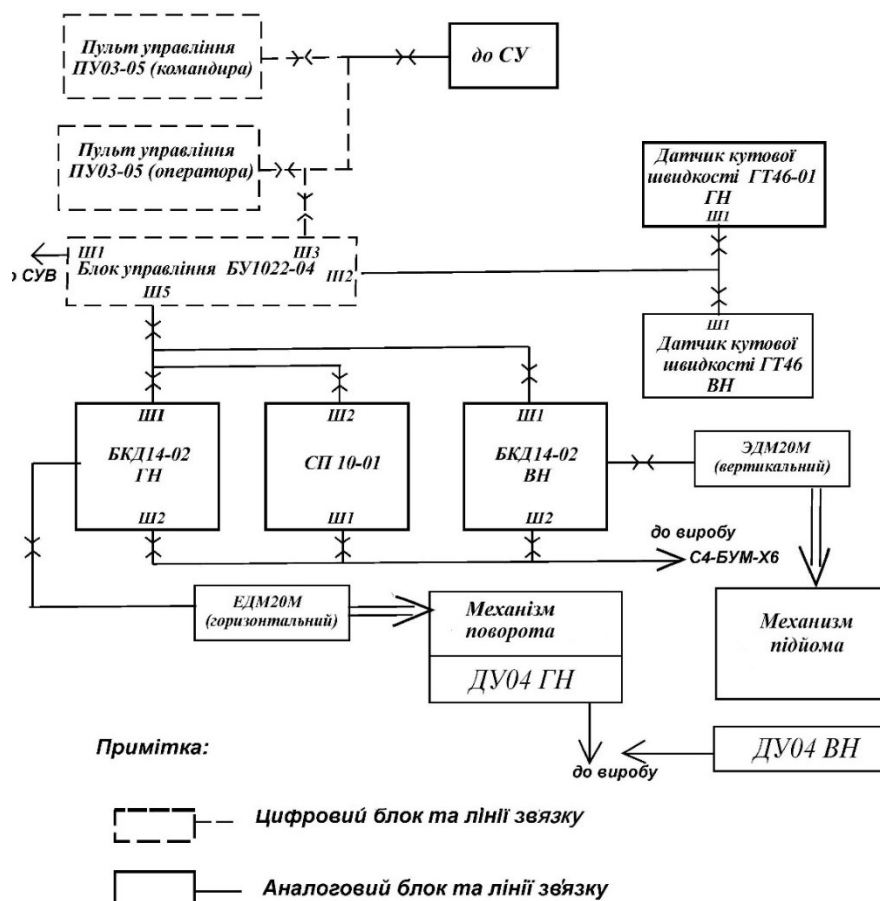 Пульт управління
ПУ03-05 (командира)
до СУ
Пульт управління
ПУ03-05 (оператора)
Датчик кутової
швидкості ГТ46-01
ГН
Ш1
Ш1
Ш3
Блок управління БУ1022-04
Ш2
Ш5
о СУВ
Ш1
Датчик кутової
швидкості ГТ46
ВН
Ш1
БКД14-02
ГН
Ш2
Ш2
СП 10-01
Ш1
Ш1
БКД14-02
ВН
Ш2
ЭДМ20М
(вертикальний)
до виробу
С4-БУМ-Х6
ЕДМ20М
(горизонтальний)
Механізм
поворота
ДУ04 ГН
Механизм
підйома
ДУ04 ВН
до виробу
Примітка:
Цифровий блок та лінії зв'язку
Аналоговий блок та лінії зв'язку